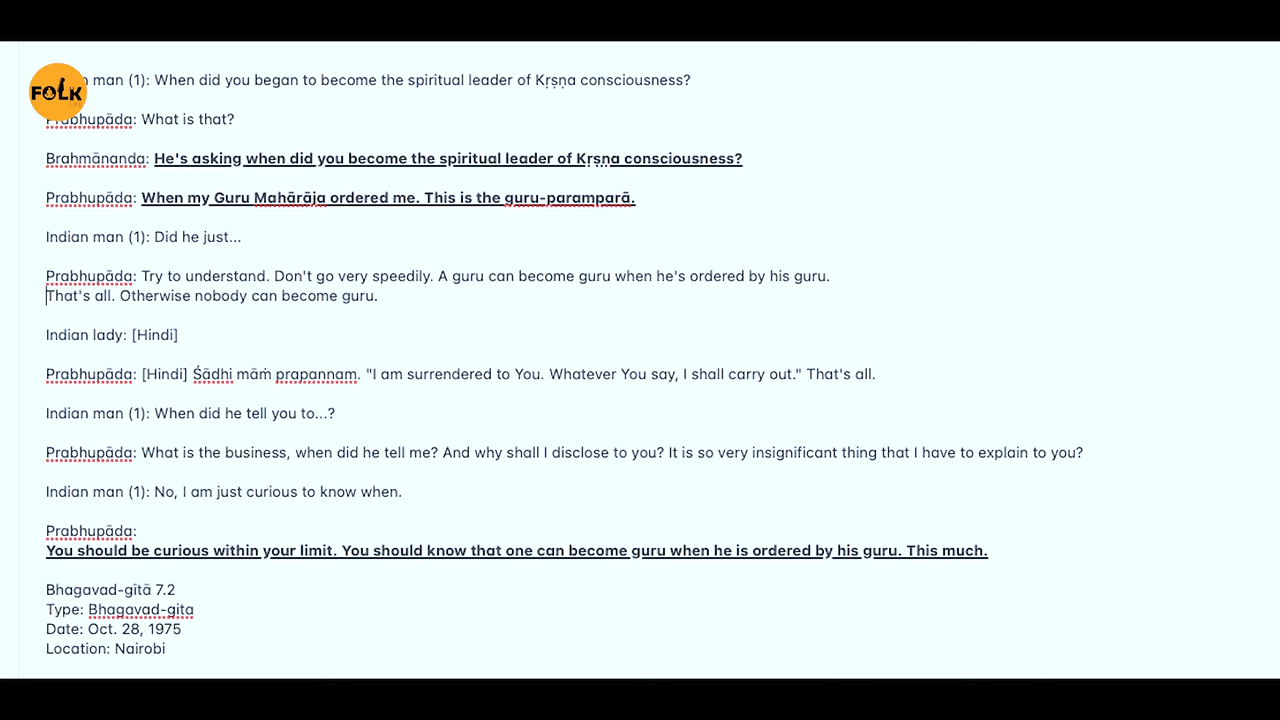 FOLK
LIFE
man (1): When did you began to become the spiritual leader of Kṛṣṇa consciousness?
Prabhupāda: What is that?
Brahmānanda: He's asking when did you become the spiritual leader of Kṛṣṇa consciousness?
Prabhupāda: When my Guru Mahārāja ordered me. This is the guru-paramparā.
Indian man (1): Did he just...
Prabhupāda: Try to understand. Don't go very speedily. A guru can become guru when he's ordered by his guru.
That's all. Otherwise nobody can become guru.
Indian lady: [Hindi]
Prabhupāda: [Hindi] Śādhi māṁ prapannam. "I am surrendered to You. Whatever You say, I shall carry out." That's all.
Indian man (1): When did he tell you to...?
Prabhupāda: What is the business, when did he tell me? And why shall I disclose to you? It is so very insignificant thing that I have to explain to you?
Indian man (1): No, I am just curious to know when.
Prabhupāda:
You should be curious within your limit. You should know that one can become guru when he is ordered by his guru. This much.
Bhagavad-gītā 7.2
Type: Bhagavad-gita
Date: Oct. 28, 1975
Location: Nairobi